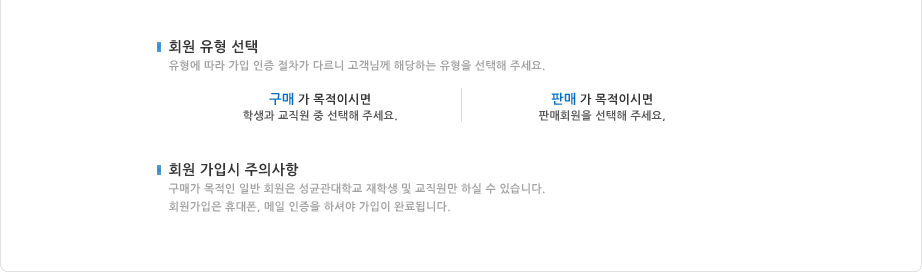 회원 유형 선택
유형에 따라 가입 인증 절차가 다르니 고객님께 해당하는 유형을 선택해 주세요.
구매 가 목적이시면
학생과 교직원 중 선택해 주세요.
판매 가 목적이시면
판매회원을 선택해 주세요,
회원 가입시 주의사항
구매가 목적인 일반 회원은 성균관대학교 재학생 및 교직원만 하실 수 있습니다.
회원가입은 휴대폰, 메일 인증을 하셔야 가입이 완료됩니다.